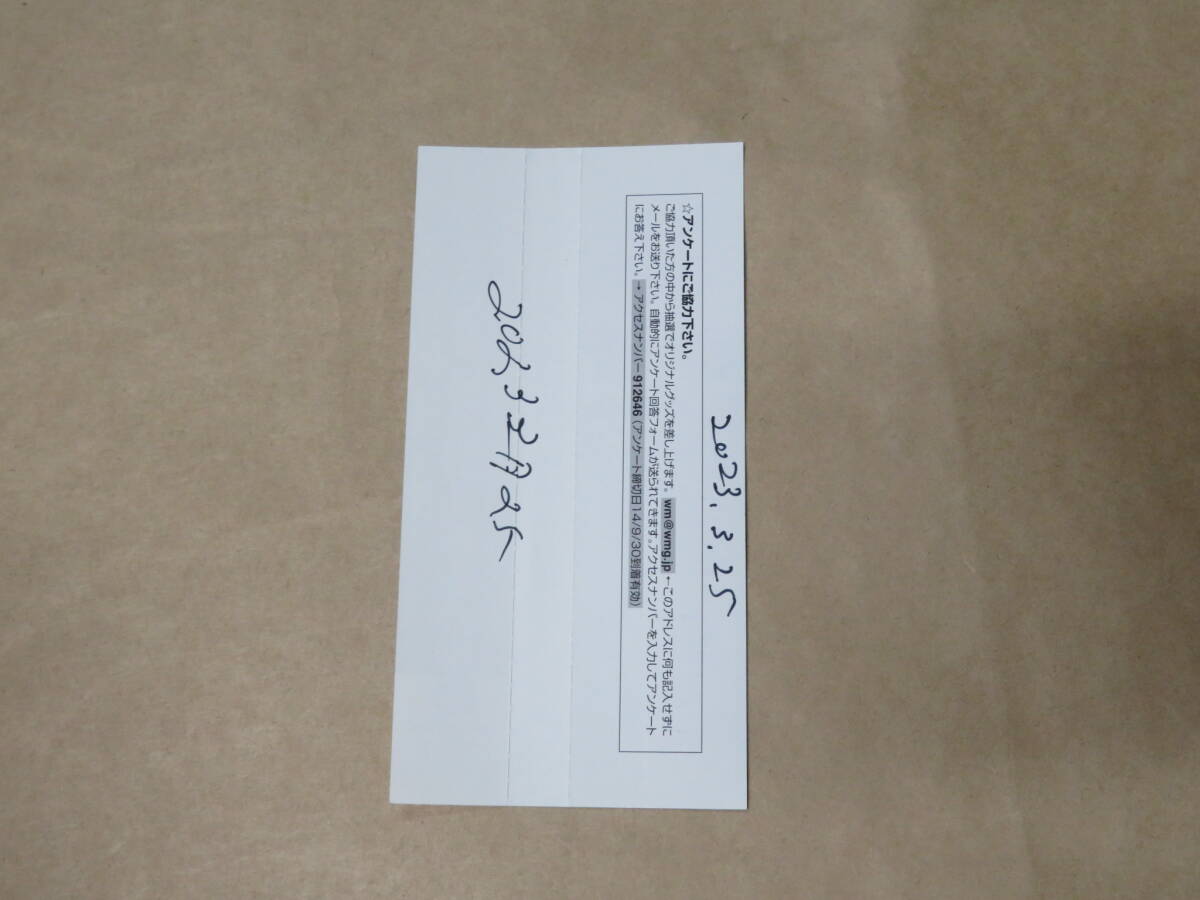 2023.3.25
☆アンケートにご協力下さい。
ご協力頂いた方の中から抽選でオリジナルグッズを差し上げます。wm@wmg.jp ←このアドレスに何も記入せずに
メールをお送り下さい。自動的にアンケート回答フォームが送られてきます。アクセスナンバーを入力してアンケート
にお答え下さい。→アクセスナンバー912646(アンケート締切日14/9/30到着有効)